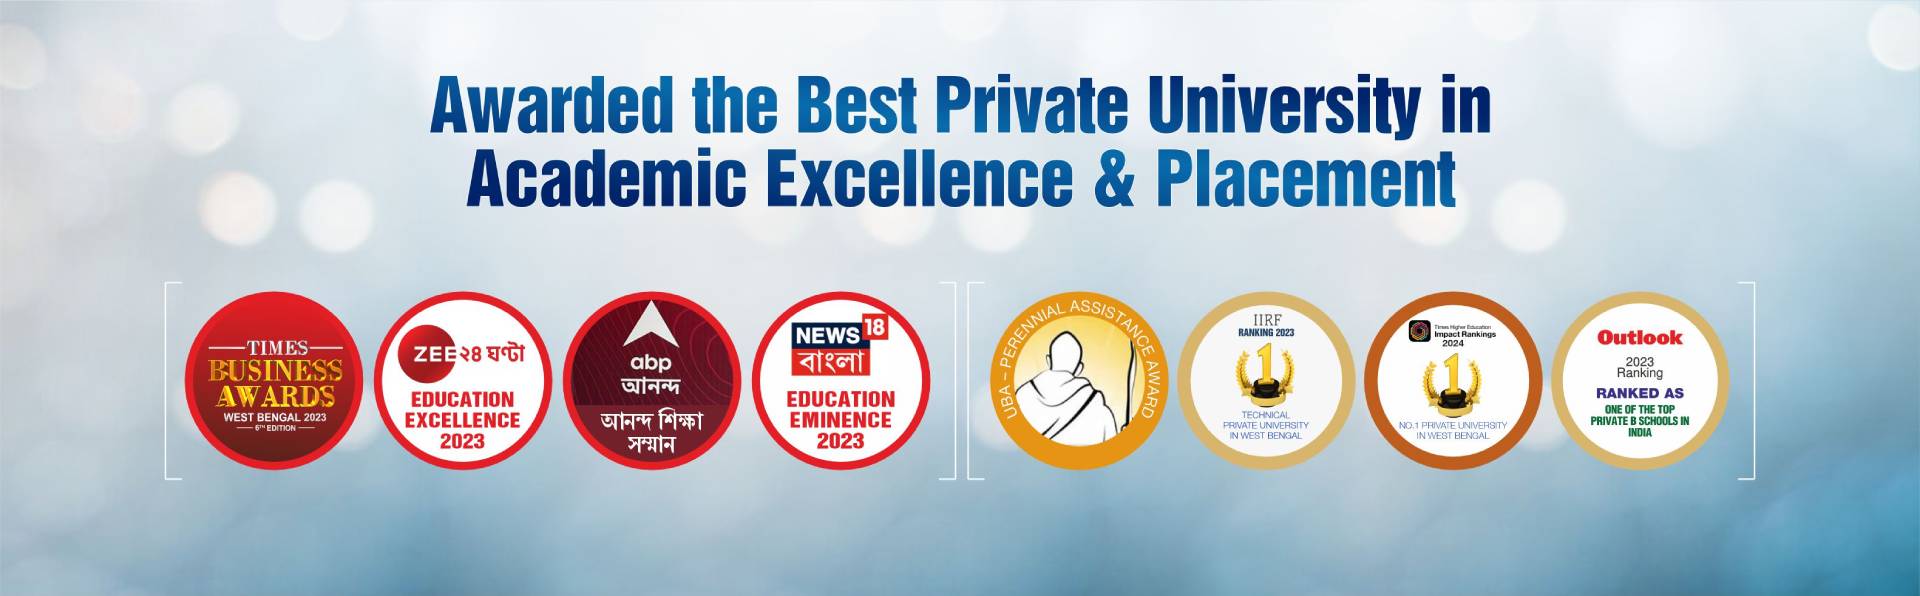 Awarded the Best Private University in
Academic Excellence & Placement
TIMES
BUSINESS
AWARDS
WEST BENGAL 2023
6TH EDITION
ZEE২৪ ঘণ্টা
EDUCATION
EXCELLENCE
2023
abp
আনন্দ
আনন্দ শিক্ষা
সম্মান
NEWS 18
বাংলা
EDUCATION
EMINENCE
2023
UBA – PERENNIAL ASSISTANCE AWARD
IIRF
RANKING 2023
1
TECHNICAL
PRIVATE UNIVERSITY
IN WEST BENGAL
Times Higher Education
Impact Rankings
2024
1
NO.1 PRIVATE UNIVERSITY
IN WEST BENGAL
Outlook
2023
Ranking
RANKED AS
ONE OF THE TOP
PRIVATE B SCHOOLS IN
INDIA